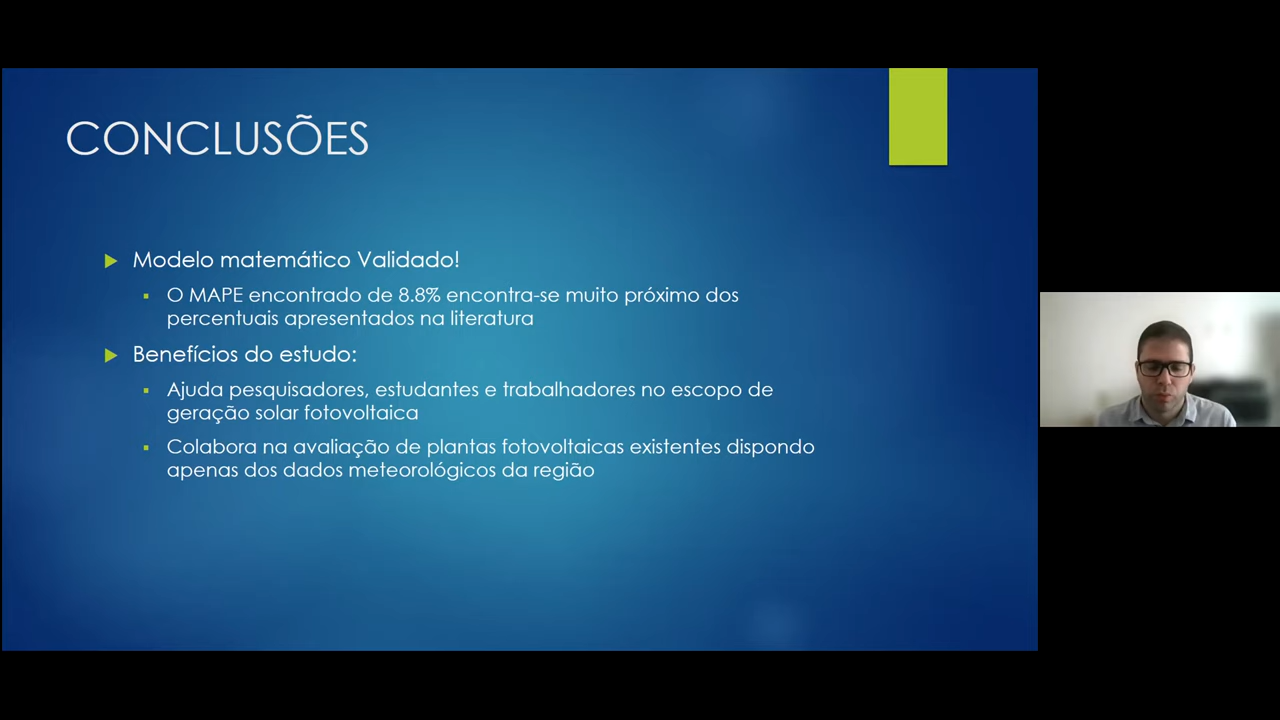 CONCLUSÕES
Modelo matemático Validado!
O MAPE encontrado de 8.8% encontra-se muito próximo dos
percentuais apresentados na literatura
Benefícios do estudo:
Ajuda pesquisadores, estudantes e trabalhadores no escopo de
geração solar fotovoltaica
Colabora na avaliação de plantas fotovoltaicas existentes dispondo
apenas dos dados meteorológicos da região